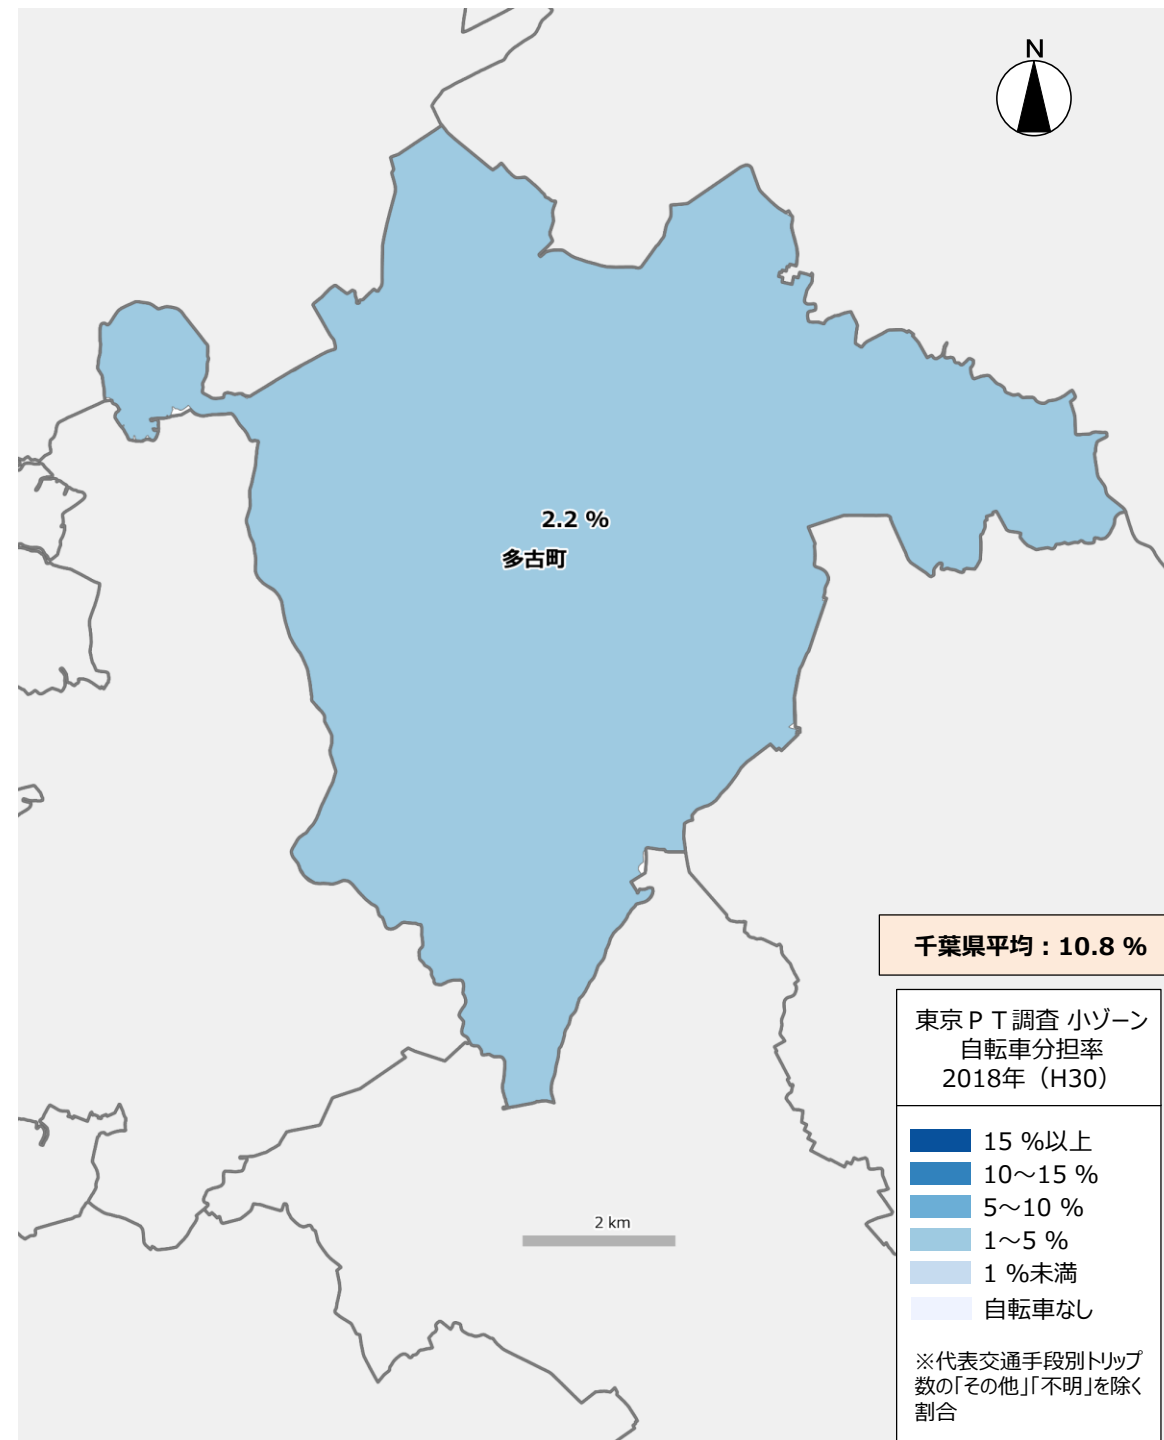 N
2.2 %
多古町
千葉県平均：10.8 %
東京ＰＴ調査 小ゾーン
自転車分担率
2018年（H30）
15 %以上
10～15 %
5～10 %
1～5 %
1 %未満
自転車なし
※代表交通手段別トリップ
数の「その他」「不明」を除く
割合
2 km